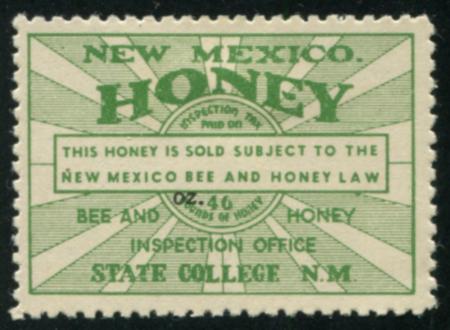 NEW MEXICO.
HONEY
INSPECTION TAX
PAID ON
THIS HONEY IS SOLD SUBJECT TO THE
NEW MEXICO BEE AND HONEY LAW
oz. 40
POUNDS OF HONEY
BEE AND HONEY
INSPECTION OFFICE
STATE COLLEGE N.M.